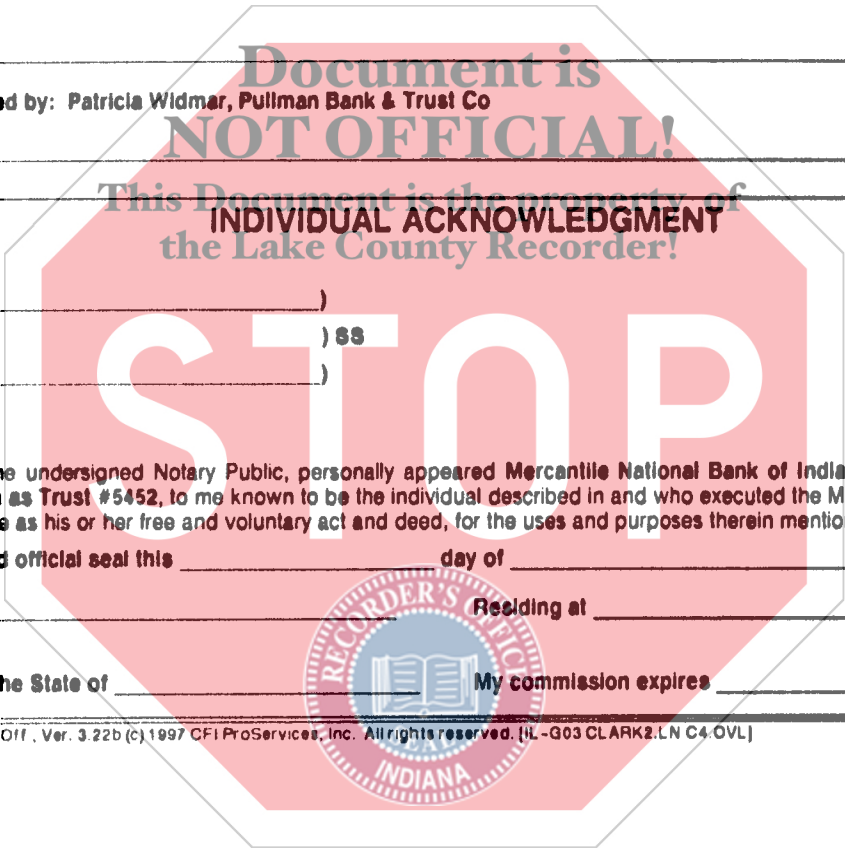 Document is
ed by: Patricia Widmar, Pullman Bank & Trust Co
NOT OFFICIAL!
This Document is the property of
INDIVIDUAL ACKNOWLEDGMENT
the Lake County Recorder!
)
) SS
)
STOP
he undersigned Notary Public, personally appeared Mercantile National Bank of India
as Trust #5452, to me known to be the individual described in and who executed the M
e as his or her free and voluntary act and deed, for the uses and purposes therein mentio
d official seal this day of
RECORDER'S OFFICE
Residing at
he State of My commission expires
Off., Ver. 3.22b (c) 1997 CFI ProServices, Inc. All rights reserved. [IL-G03 CLARK2.LN C4.OVL]
SEAL
INDIANA